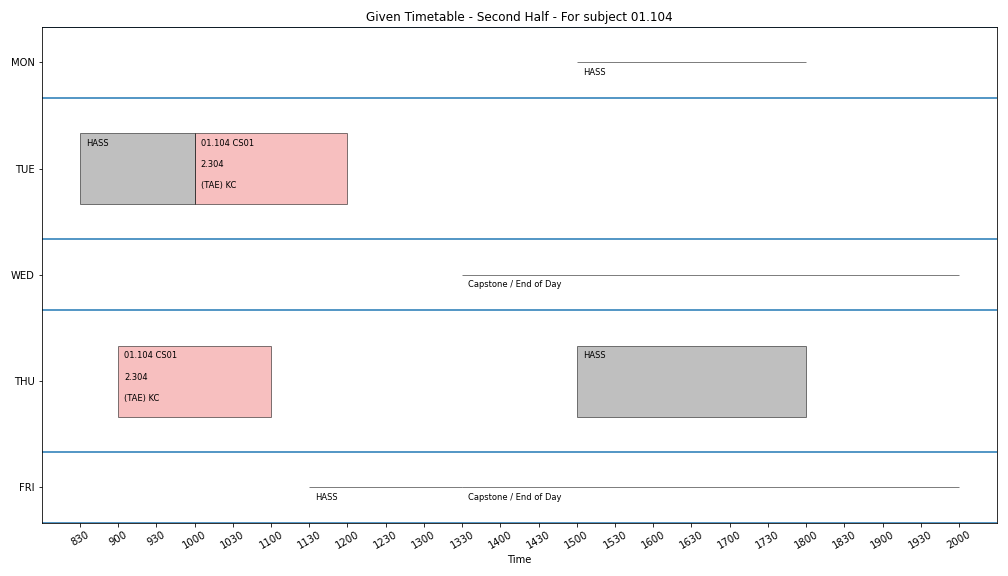 Given Timetable - Second Half - For subject 01.104
MON
HASS
TUE
HASS
01.104 CS01
2.304
(TAE) KC
WED
Capstone / End of Day
THU
01.104 CS01
2.304
(TAE) KC
HASS
FRI
HASS
Capstone / End of Day
830 900 930 1000 1030 1100 1130 1200 1230 1300 1330 1400 1430 1500 1530 1600 1630 1700 1730 1800 1830 1900 1930 2000
Time